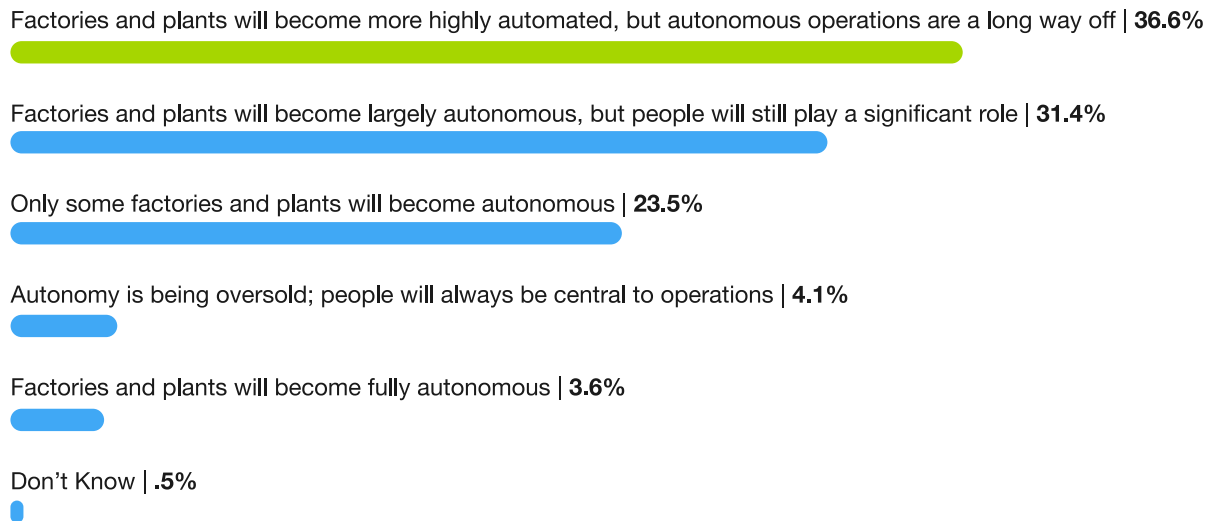 Factories and plants will become more highly automated, but autonomous operations are a long way off | 36.6%
Factories and plants will become largely autonomous, but people will still play a significant role | 31.4%
Only some factories and plants will become autonomous | 23.5%
Autonomy is being oversold; people will always be central to operations | 4.1%
Factories and plants will become fully autonomous | 3.6%
Don’t Know | .5%